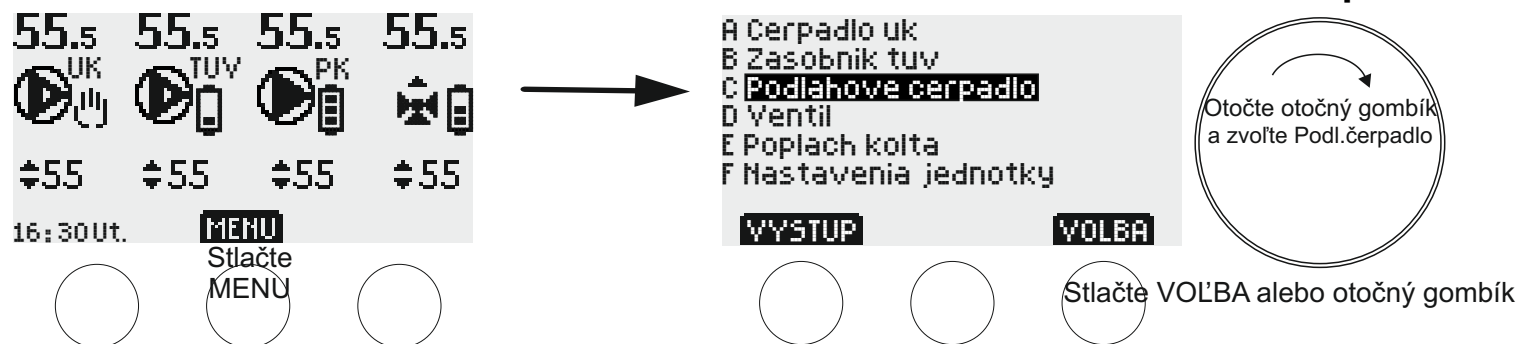 55.5 55.5 55.5 55.5
UK TUV PK
55 55 55 55
16:30Ut. MENU
Stlačte
MENU
A Cerpadlo uk
B Zasobnik tuv
C Podlahove cerpadlo
D Ventil
E Poplach kolta
F Nastavenia jednotky
VYSTUP VOLBA
Otočte otočný gombík
a zvoľte Podl.čerpadlo
Stlačte VOĽBA alebo otočný gombík